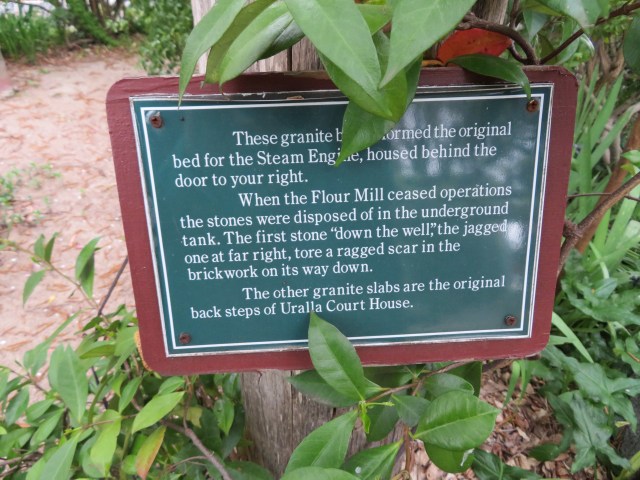 These granite formed the original
bed for the Steam Engine, housed behind the
door to your right.
When the Flour Mill ceased operations
the stones were disposed of in the underground
tank. The first stone “down the well”, the jagged
one at far right, tore a ragged scar in the
brickwork on its way down.
The other granite slabs are the original
back steps of Uralla Court House.